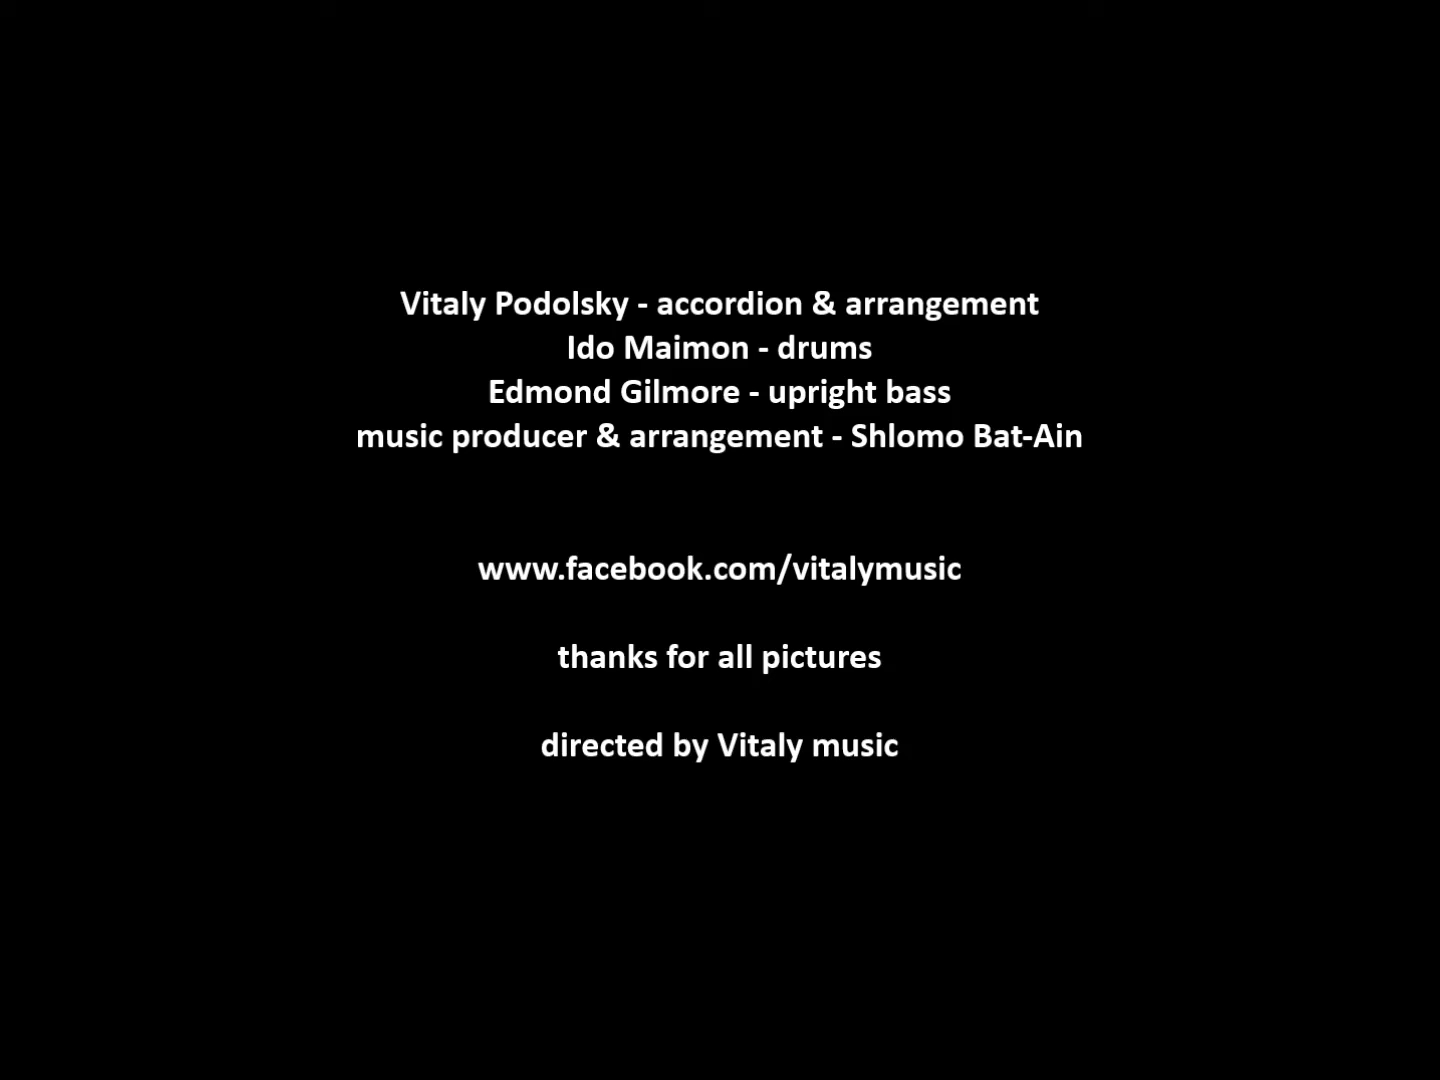 Vitaly Podolsky - accordion & arrangement
Ido Maimon - drums
Edmond Gilmore - upright bass
music producer & arrangement - Shlomo Bat-Ain
www.facebook.com/vitalymusic
thanks for all pictures
directed by Vitaly music